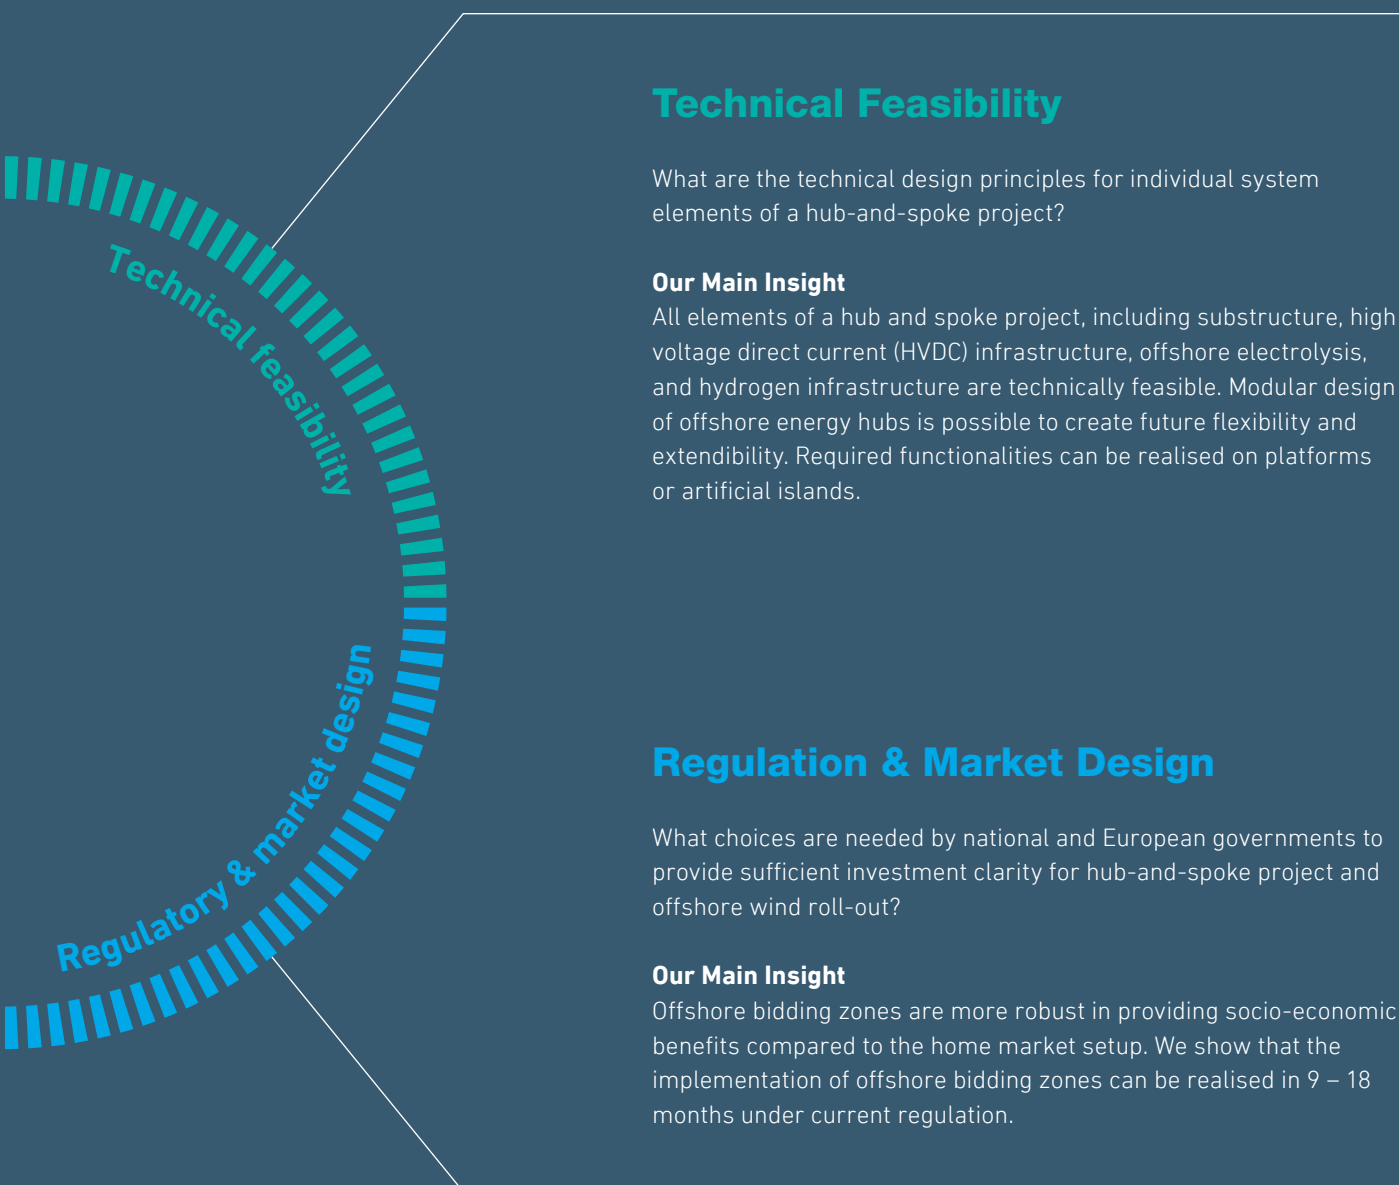 Technical feasibility
Regulatory & market design
Technical Feasibility
What are the technical design principles for individual system
elements of a hub-and-spoke project?
Our Main Insight
All elements of a hub and spoke project, including substructure, high
voltage direct current (HVDC) infrastructure, offshore electrolysis,
and hydrogen infrastructure are technically feasible. Modular design
of offshore energy hubs is possible to create future flexibility and
extendibility. Required functionalities can be realised on platforms
or artificial islands.
Regulation & Market Design
What choices are needed by national and European governments to
provide sufficient investment clarity for hub-and-spoke project and
offshore wind roll-out?
Our Main Insight
Offshore bidding zones are more robust in providing socio-economic
benefits compared to the home market setup. We show that the
implementation of offshore bidding zones can be realised in 9 – 18
months under current regulation.